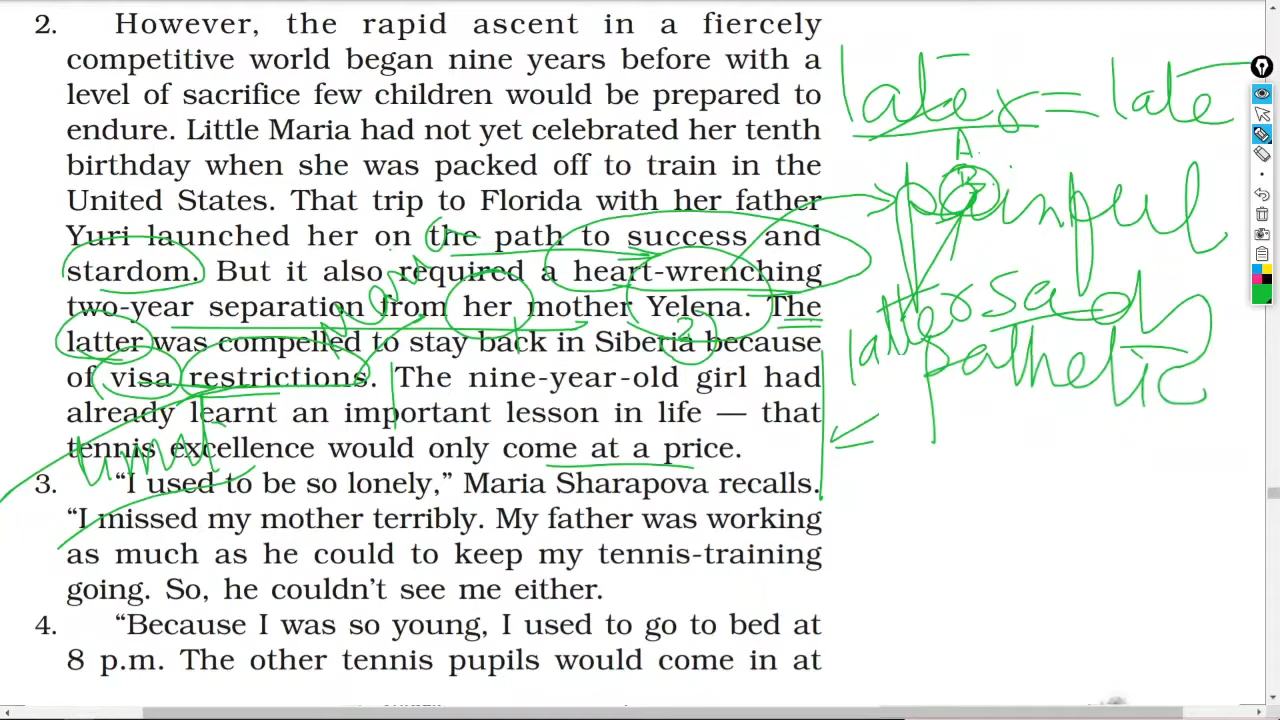 2. However, the rapid ascent in a fiercely
competitive world began nine years before with a
level of sacrifice few children would be prepared to
endure. Little Maria had not yet celebrated her tenth
birthday when she was packed off to train in the
United States. That trip to Florida with her father
Yuri launched her on the path to success and
stardom. But it also required a heart-wrenching
two-year separation from her mother Yelena. The
latter was compelled to stay back in Siberia because
of visa restrictions. The nine-year-old girl had
already learnt an important lesson in life — that
tennis excellence would only come at a price.
3. “I used to be so lonely,” Maria Sharapova recalls.
“I missed my mother terribly. My father was working
as much as he could to keep my tennis-training
going. So, he couldn’t see me either.
4. “Because I was so young, I used to go to bed at
8 p.m. The other tennis pupils would come in at
later = late
A
B
painful
latter
sad
pathetic
Maria
2
1
limit